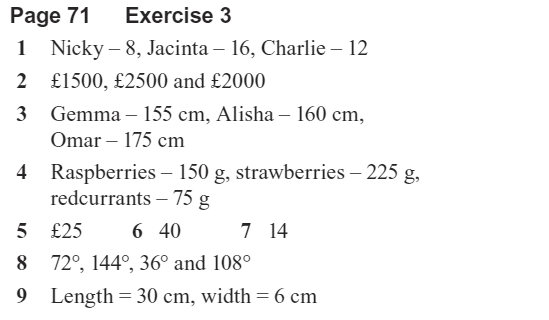 Page 71 Exercise 3
1 Nicky – 8, Jacinta – 16, Charlie – 12
2 £1500, £2500 and £2000
3 Gemma – 155 cm, Alisha – 160 cm,
Omar – 175 cm
4 Raspberries – 150 g, strawberries – 225 g,
redcurrants – 75 g
5 £25 6 40 7 14
8 72°, 144°, 36° and 108°
9 Length = 30 cm, width = 6 cm